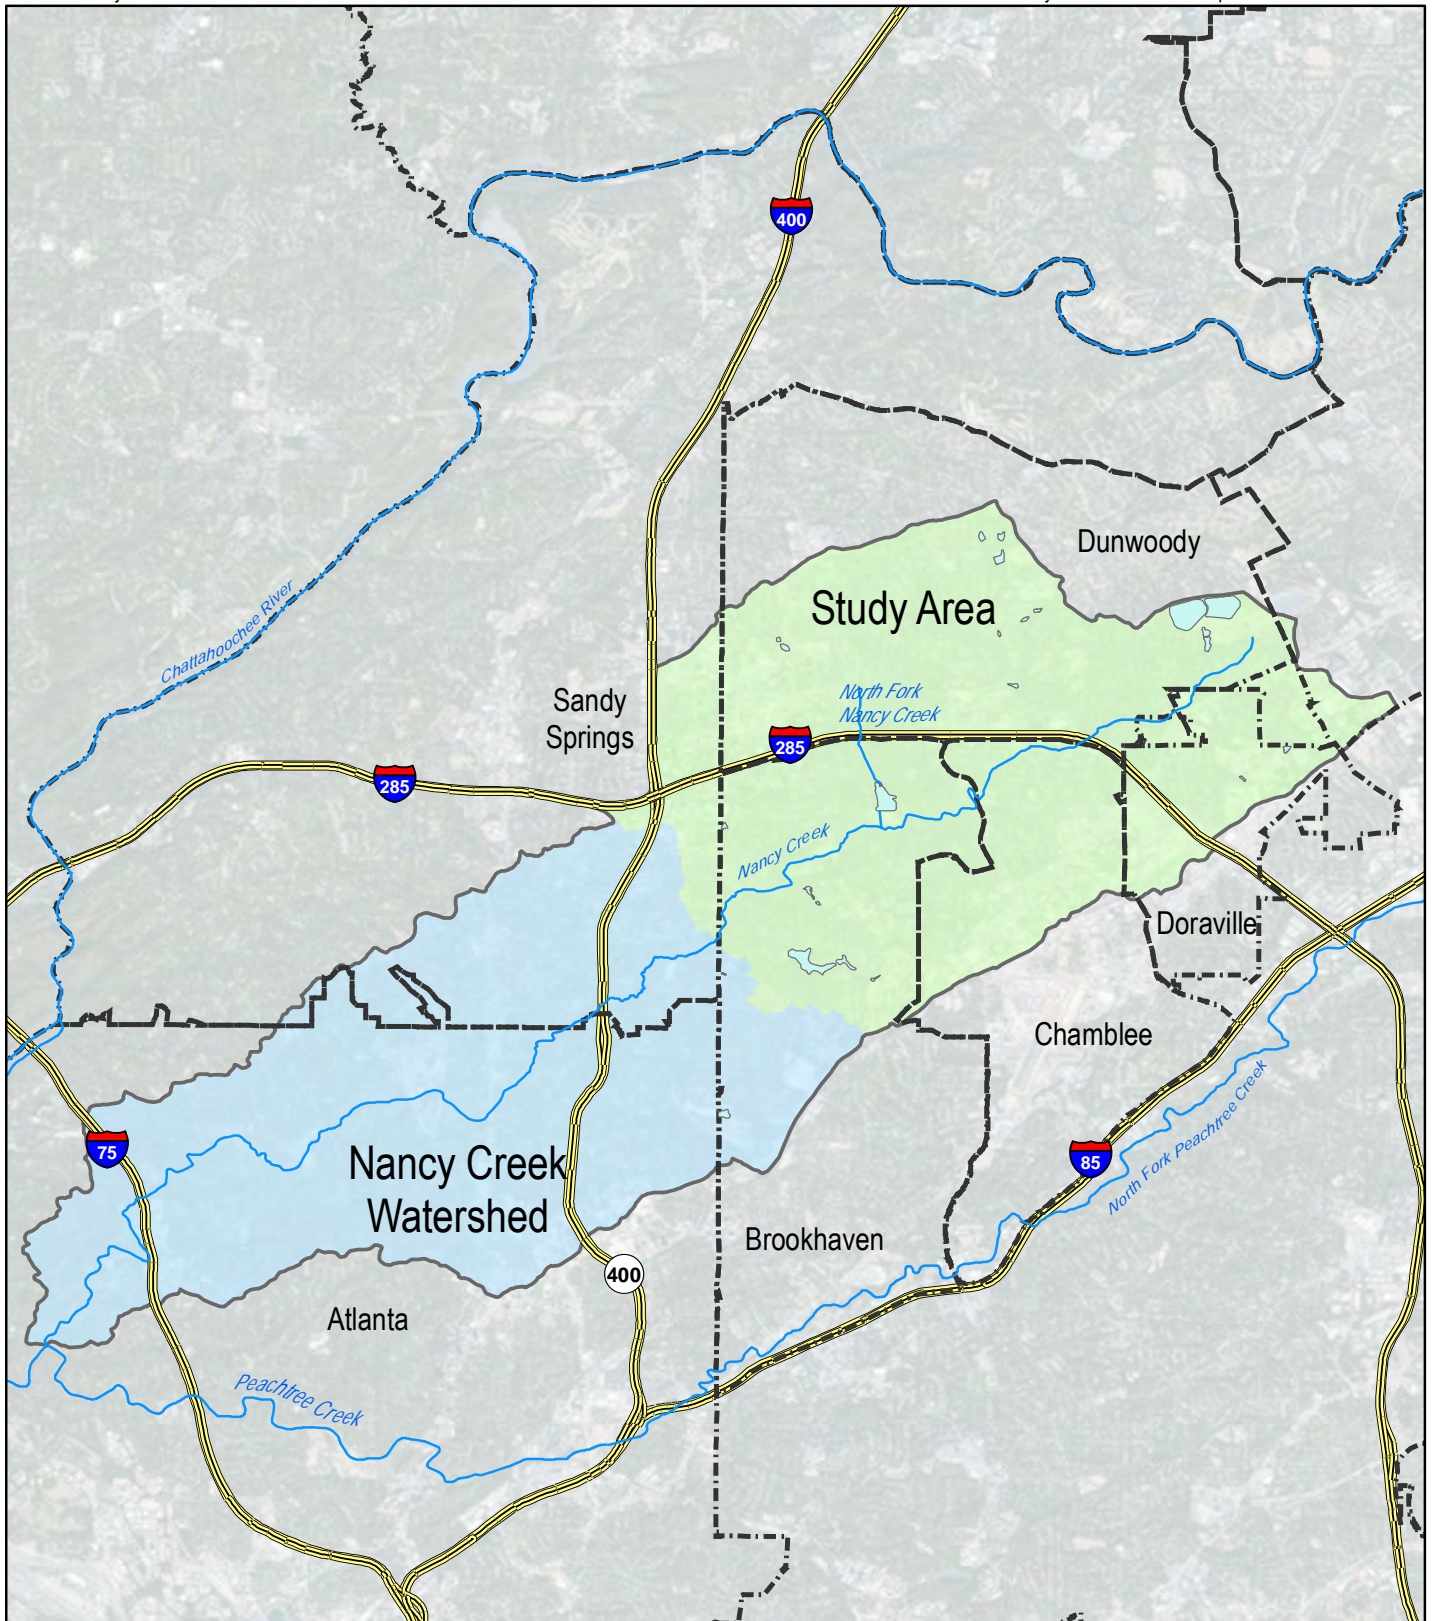 400
Dunwoody
Study Area
Chattahoochee River
Sandy
Springs
North Fork
Nancy Creek
285
285
Nancy Creek
Doraville
Chamblee
North Fork Peachtree Creek
75
85
Nancy Creek
Watershed
Brookhaven
400
Atlanta
Peachtree Creek